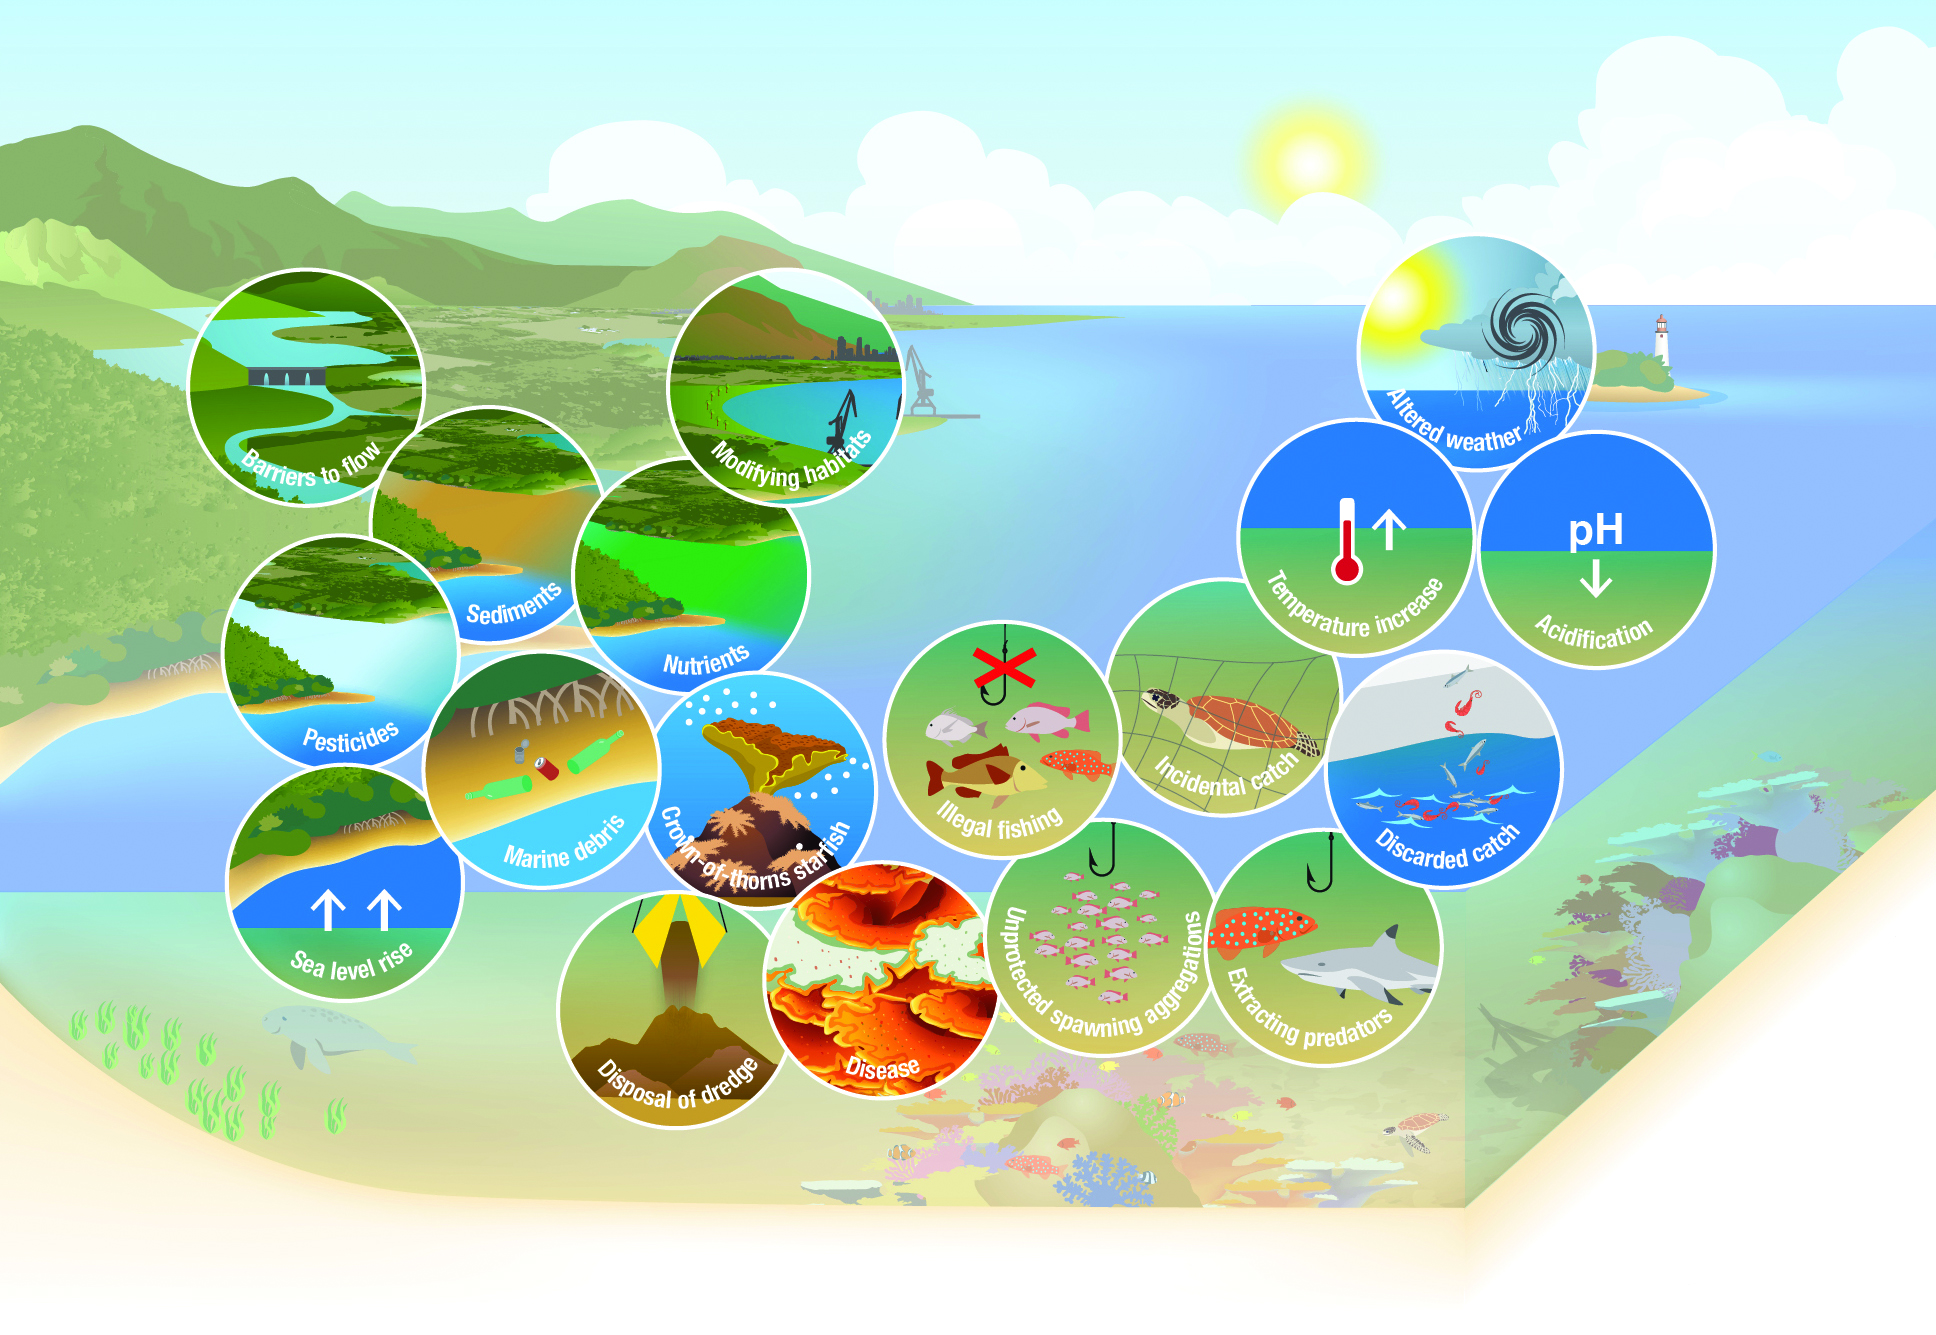 Barriers to flow
Modifying habitats
Altered weather
Sediments
Nutrients
Temperature increase
pH
Acidification
Pesticides
Marine debris
Crown-of-thorns starfish
Illegal fishing
Incidental catch
Discarded catch
Sea level rise
Disposal of dredge
Disease
Unprotected spawning aggregations
Extracting predators